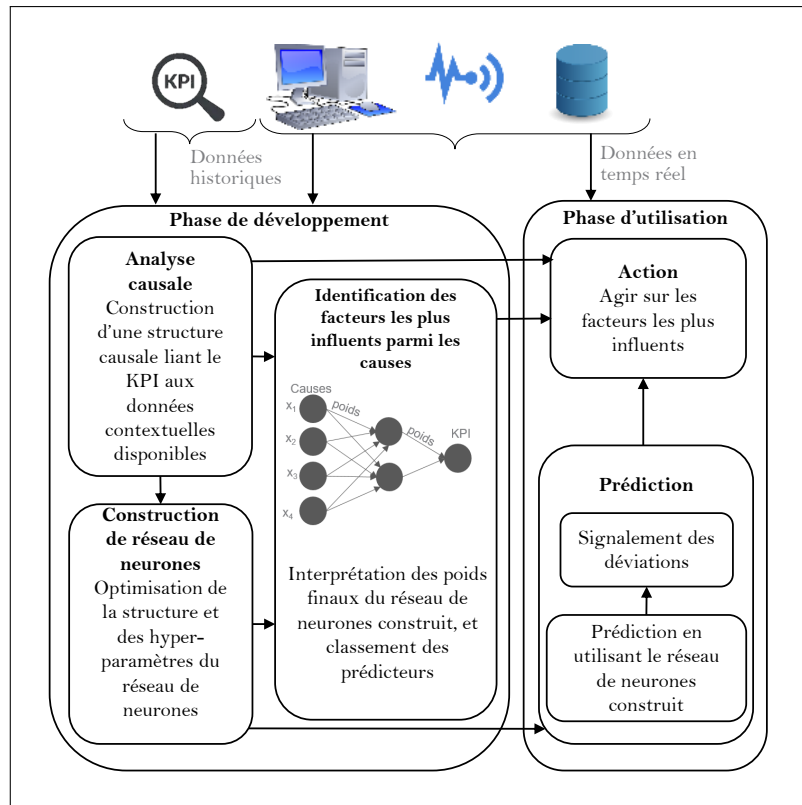 KPI
Données
historiques
Données en
temps réel
Phase de développement
Analyse
causale
Construction
d'une structure
causale liant le
KPI aux
données
contextuelles
disponibles
Construction
de réseau de
neurones
Optimisation de
la structure et
des hyper-
paramètres du
réseau de
neurones
Identification des
facteurs les plus
influents parmi les
causes
Causes
x1
x2
x3
x4
poids
poids
KPI
Interprétation des poids
finaux du réseau de
neurones construit, et
classement des
prédicteurs
Phase d'utilisation
Action
Agir sur les
facteurs les plus
influents
Prédiction
Signalement des
déviations
Prédiction en
utilisant le réseau
de neurones
construit